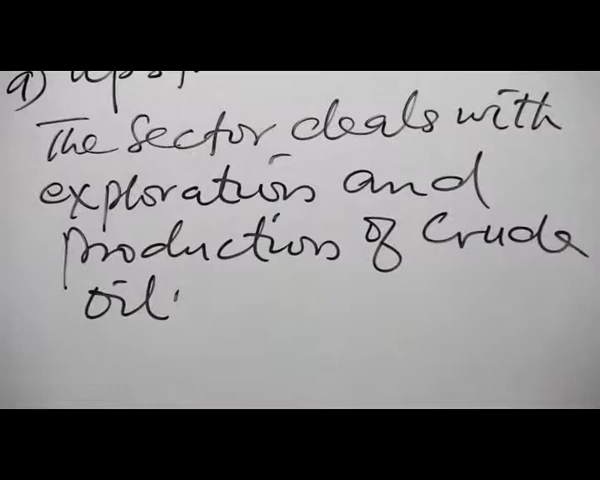 a)
The Sector deals with
exploration and
production of Crude
oil.